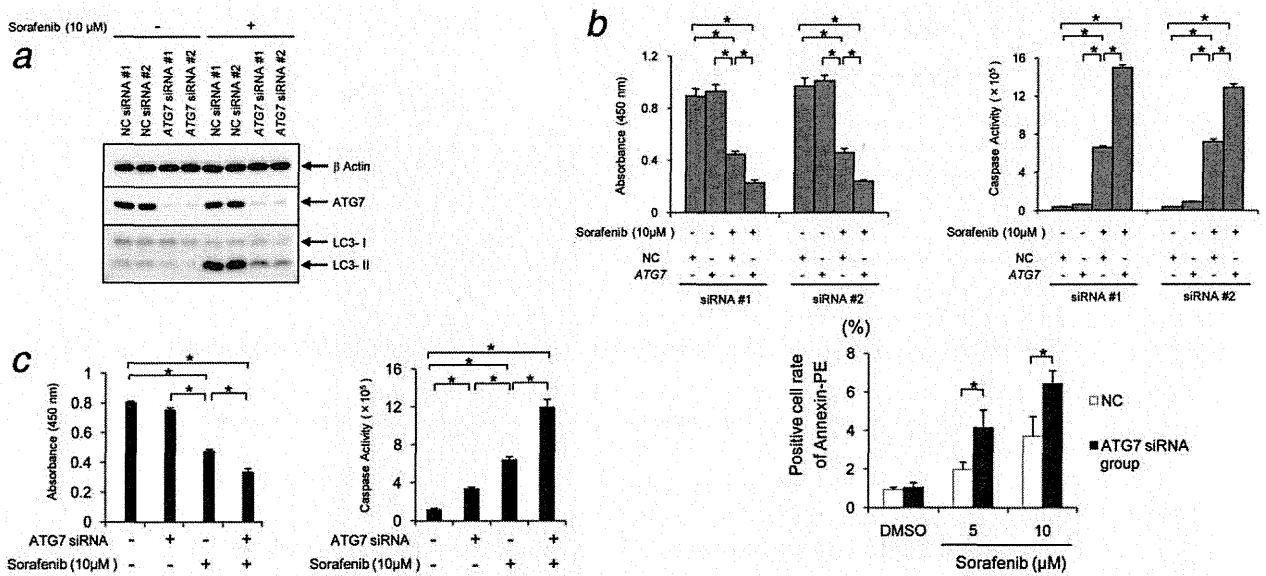 Sorafenib (10 µM) - +
a
NC siRNA #1
NC siRNA #2
ATG7 siRNA #1
ATG7 siRNA #2
NC siRNA #1
NC siRNA #2
ATG7 siRNA #1
ATG7 siRNA #2
β Actin
ATG7
LC3- I
LC3- II
b
* * * *
1.2
0.8
0.4
0
Absorbance (450 nm)
* * * *
Sorafenib (10µM) - - + + - - + +
NC + - + - + - + -
ATG7 - + - + - + - +
siRNA #1 siRNA #2
* * * *
16
12
8
4
0
Caspase Activity (×10⁵)
* * * *
Sorafenib (10µM) - - + + - - + +
NC + - + - + - + -
ATG7 - + - + - + - +
siRNA #1 siRNA #2
c
1
0.8
0.6
0.4
0.2
0
Absorbance (450 nm)
* * * *
ATG7 siRNA - + - +
Sorafenib (10µM) - - + +
16
12
8
4
0
Caspase Activity (×10⁵)
* * * * *
ATG7 siRNA - + - +
Sorafenib (10µM) - - + +
(%)
8
6
4
2
0
Positive cell rate
of Annexin-PE
* *
NC
ATG7 siRNA
group
DMSO 5 10
Sorafenib (µM)